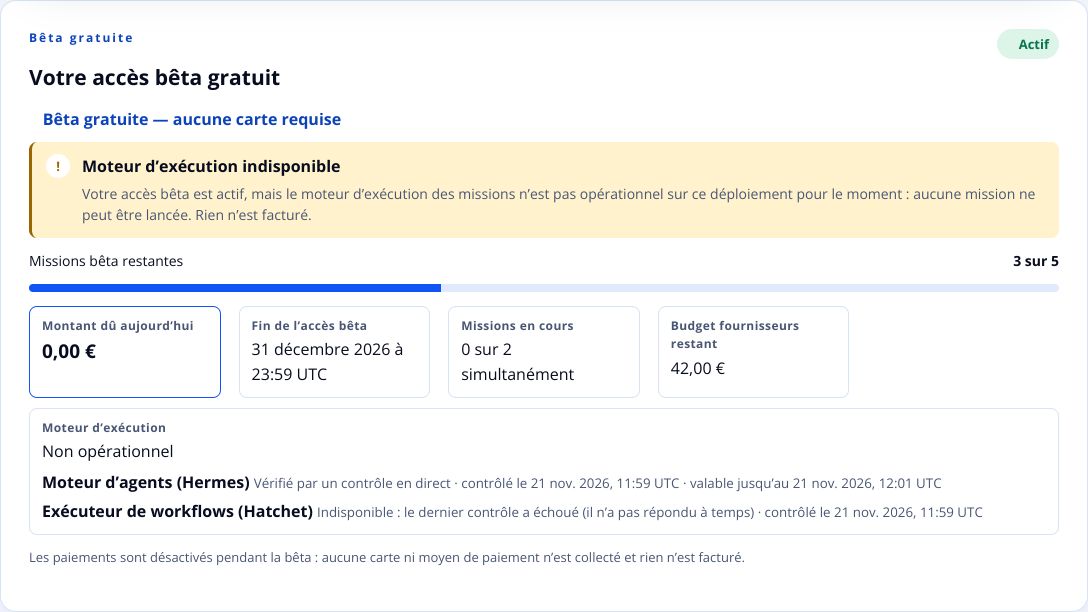 Bêta gratuite
Actif
Votre accès bêta gratuit
Bêta gratuite — aucune carte requise
!
Moteur d’exécution indisponible
Votre accès bêta est actif, mais le moteur d’exécution des missions n’est pas opérationnel sur ce déploiement pour le moment : aucune mission ne
peut être lancée. Rien n’est facturé.
Missions bêta restantes
3 sur 5
Montant dû aujourd’hui
0,00 €
Fin de l’accès bêta
31 décembre 2026 à
23:59 UTC
Missions en cours
0 sur 2
simultanément
Budget fournisseurs
restant
42,00 €
Moteur d’exécution
Non opérationnel
Moteur d’agents (Hermes) Vérifié par un contrôle en direct · contrôlé le 21 nov. 2026, 11:59 UTC · valable jusqu’au 21 nov. 2026, 12:01 UTC
Exécuteur de workflows (Hatchet) Indisponible : le dernier contrôle a échoué (il n’a pas répondu à temps) · contrôlé le 21 nov. 2026, 11:59 UTC
Les paiements sont désactivés pendant la bêta : aucune carte ni moyen de paiement n’est collecté et rien n’est facturé.